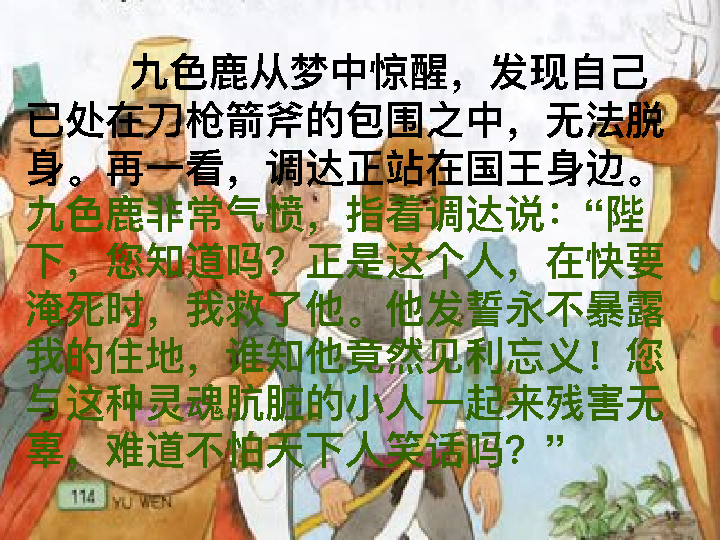 九色鹿从梦中惊醒，发现自己
已处在刀枪箭斧的包围之中，无法脱
身。再一看，调达正站在国王身边。
九色鹿非常气愤，指着调达说：“陛
下，您知道吗？正是这个人，在快要
淹死时，我救了他。他发誓永不暴露
我的住地，谁知他竟然见利忘义！您
与这种灵魂肮脏的小人一起来残害无
辜，难道不怕天下人笑话吗？”
114 YU WEN